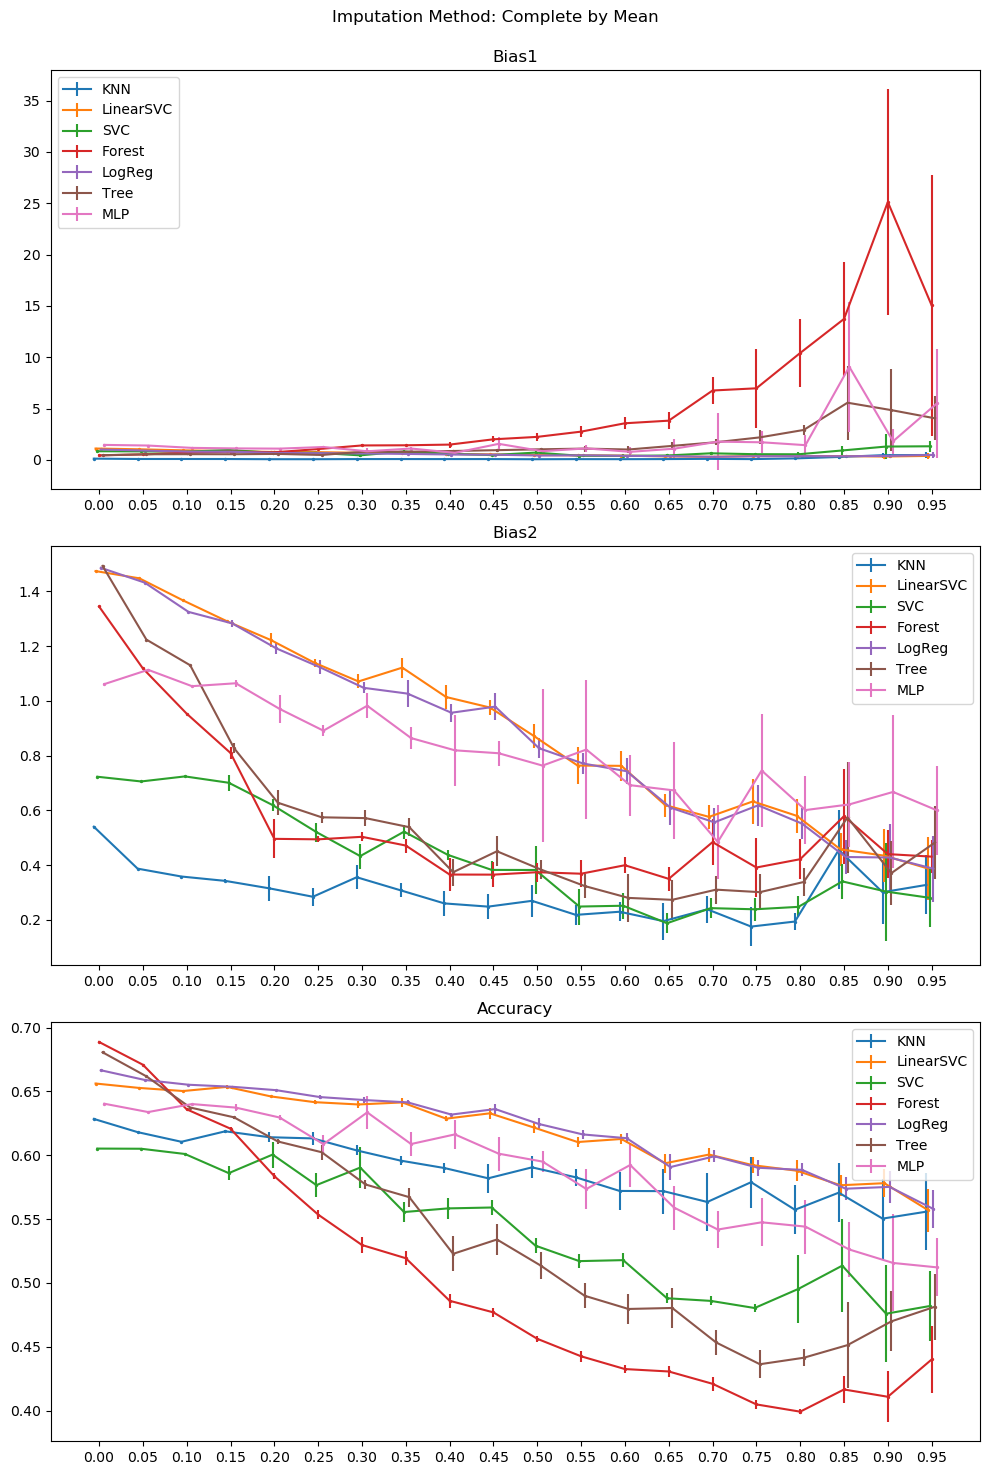 Imputation Method: Complete by Mean
Bias1
KNN
LinearSVC
SVC
Forest
LogReg
Tree
MLP
35
30
25
20
15
10
5
0
0.00 0.05 0.10 0.15 0.20 0.25 0.30 0.35 0.40 0.45 0.50 0.55 0.60 0.65 0.70 0.75 0.80 0.85 0.90 0.95
Bias2
KNN
LinearSVC
SVC
Forest
LogReg
Tree
MLP
1.4
1.2
1.0
0.8
0.6
0.4
0.2
0.00 0.05 0.10 0.15 0.20 0.25 0.30 0.35 0.40 0.45 0.50 0.55 0.60 0.65 0.70 0.75 0.80 0.85 0.90 0.95
Accuracy
KNN
LinearSVC
SVC
Forest
LogReg
Tree
MLP
0.70
0.65
0.60
0.55
0.50
0.45
0.40
0.00 0.05 0.10 0.15 0.20 0.25 0.30 0.35 0.40 0.45 0.50 0.55 0.60 0.65 0.70 0.75 0.80 0.85 0.90 0.95